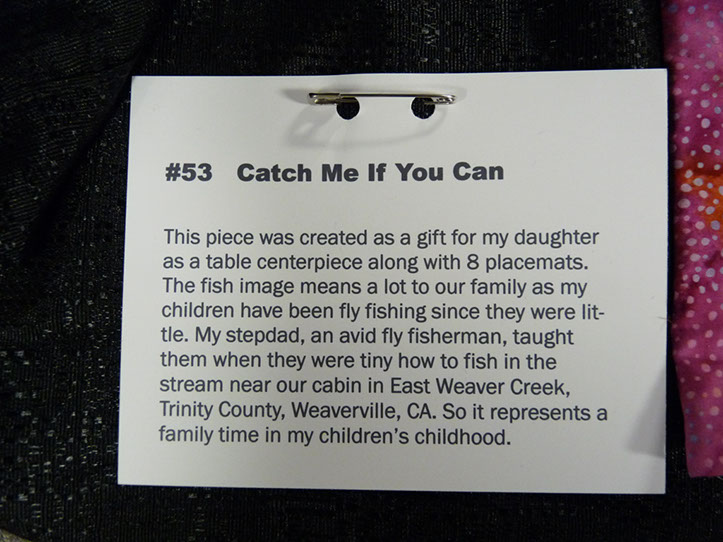 #53 Catch Me If You Can
This piece was created as a gift for my daughter
as a table centerpiece along with 8 placemats.
The fish image means a lot to our family as my
children have been fly fishing since they were lit-
tle. My stepdad, an avid fly fisherman, taught
them when they were tiny how to fish in the
stream near our cabin in East Weaver Creek,
Trinity County, Weaverville, CA. So it represents a
family time in my children’s childhood.